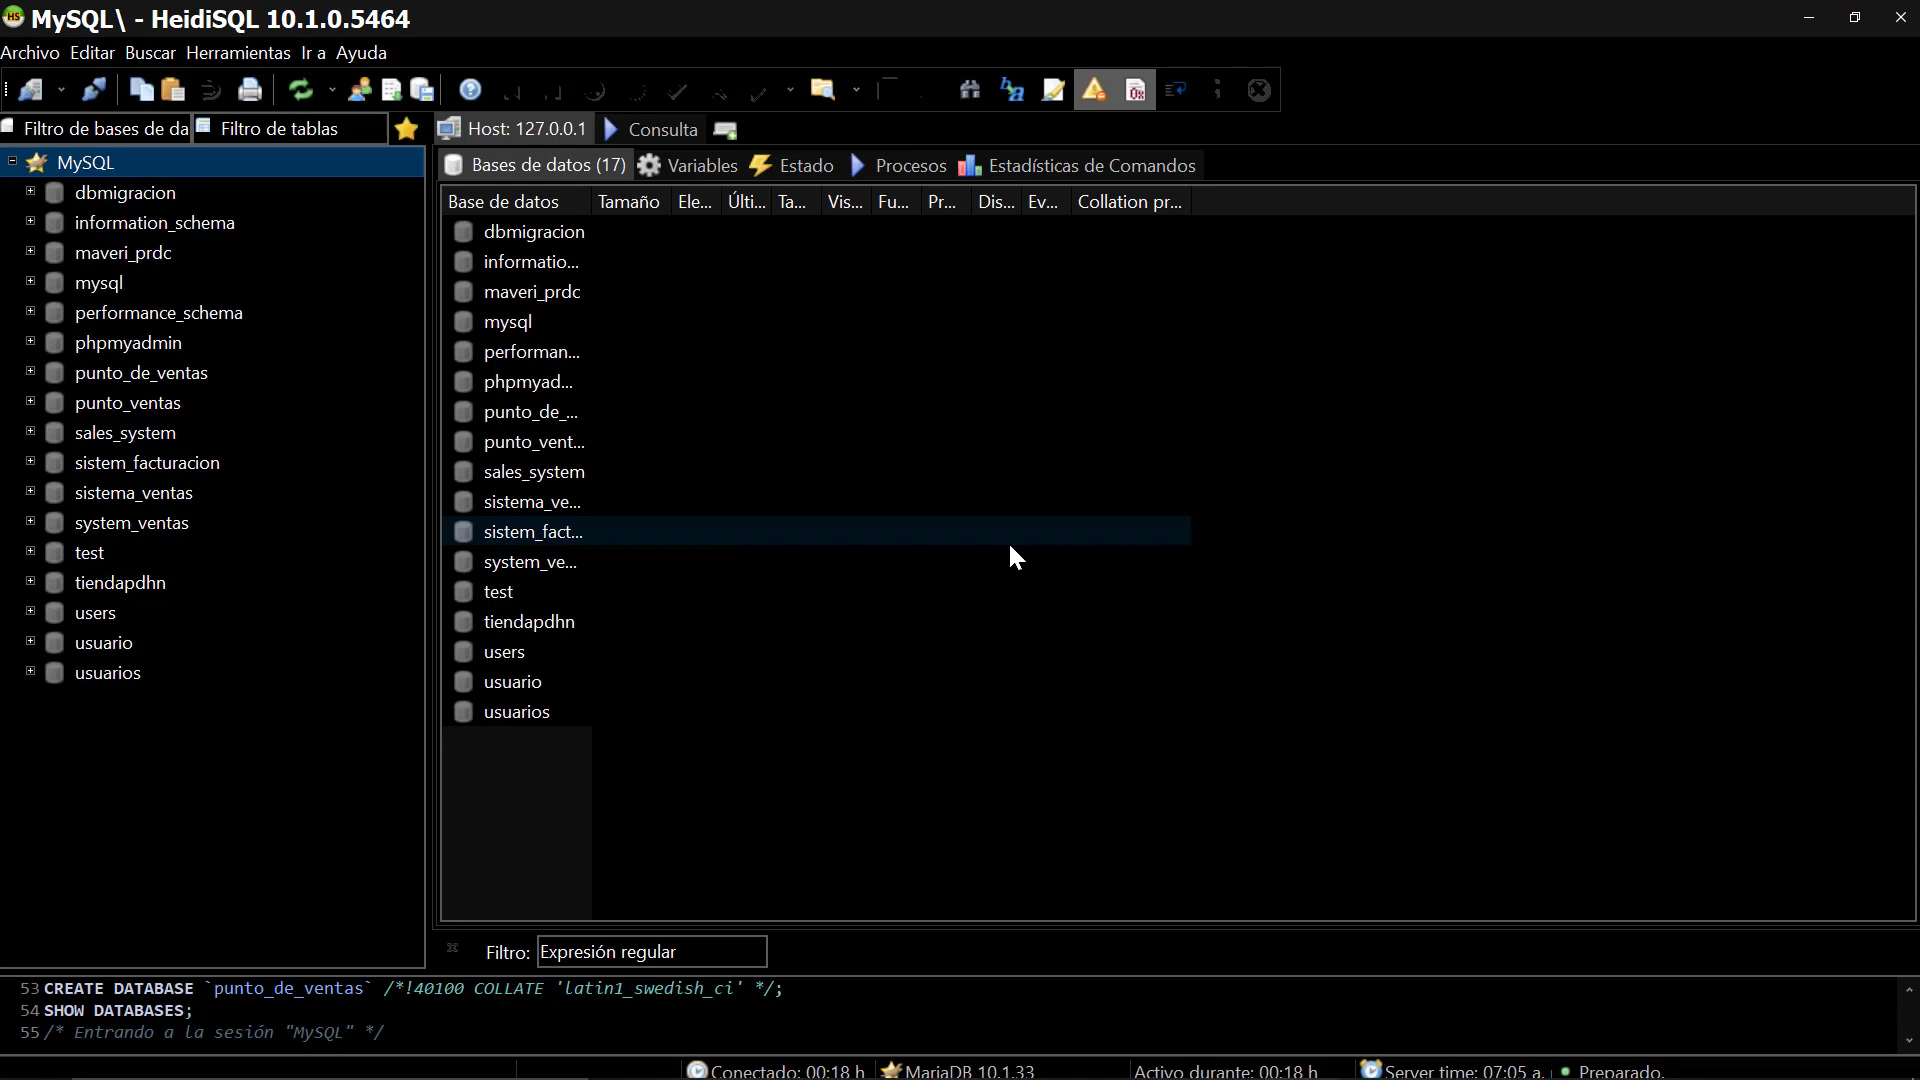 MySQL\ - HeidiSQL 10.1.0.5464
Archivo Editar Buscar Herramientas Ir a Ayuda
Filtro de bases de da Filtro de tablas
Host: 127.0.0.1 Consulta
MySQL
dbmigracion
information_schema
maveri_prdc
mysql
performance_schema
phpmyadmin
punto_de_ventas
punto_ventas
sales_system
sistem_facturacion
sistema_ventas
system_ventas
test
tiendapdhn
users
usuario
usuarios
Bases de datos (17) Variables Estado Procesos Estadísticas de Comandos
Base de datos Tamaño Ele... Últi... Ta... Vis... Fu... Pr... Dis... Ev... Collation pr...
dbmigracion
informatio...
maveri_prdc
mysql
performan...
phpmyad...
punto_de_...
punto_vent...
sales_system
sistema_ve...
sistem_fact...
system_ve...
test
tiendapdhn
users
usuario
usuarios
Filtro: Expresión regular
53 CREATE DATABASE `punto_de_ventas` /*!40100 COLLATE 'latin1_swedish_ci' */;
54 SHOW DATABASES;
55 /* Entrando a la sesión "MySQL" */
Conectado: 00:18 h MariaDB 10.1.33 Activo durante: 00:18 h Server time: 07:05 a. Preparado.